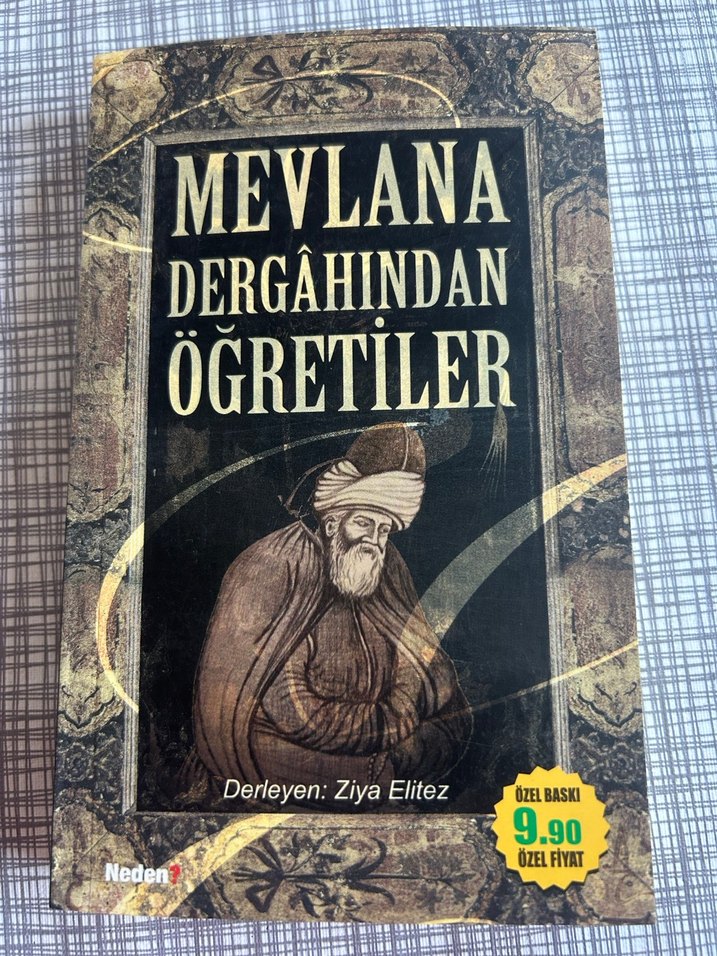 MEVLANA
DERGÂHINDAN
ÖĞRETİLER
Derleyen: Ziya Elitez
ÖZEL BASKI
9.90
ÖZEL FİYAT
Neden?